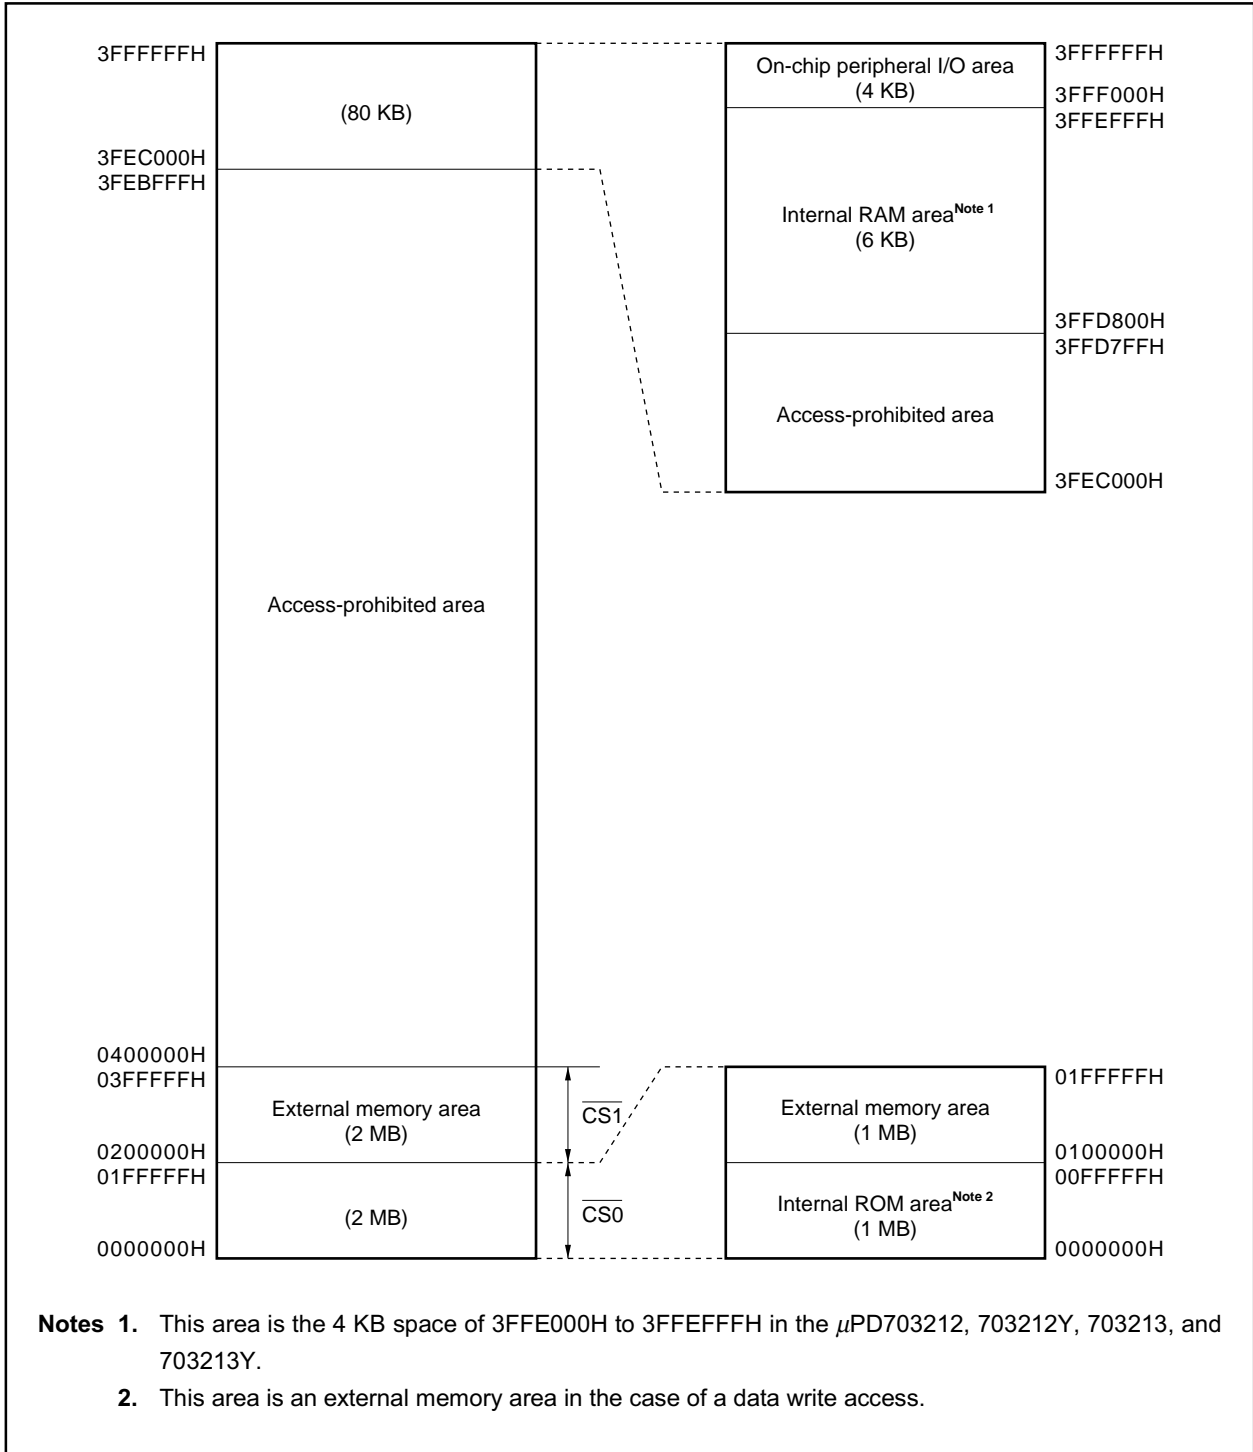 3FFFFFFH
(80 KB)
3FEC000H
3FEBFFFH
Access-prohibited area
0400000H
03FFFFFH
External memory area
(2 MB)
0200000H
01FFFFFH
(2 MB)
0000000H
CS1
CS0
On-chip peripheral I/O area
(4 KB)
3FFFFFFH
3FFF000H
3FFEFFFH
Internal RAM area Note 1
(6 KB)
3FFD800H
3FFD7FFH
Access-prohibited area
3FEC000H
External memory area
(1 MB)
01FFFFFH
0100000H
00FFFFFH
Internal ROM area Note 2
(1 MB)
0000000H
Notes 1. This area is the 4 KB space of 3FFE000H to 3FFEFFFH in the μPD703212, 703212Y, 703213, and
703213Y.
2. This area is an external memory area in the case of a data write access.